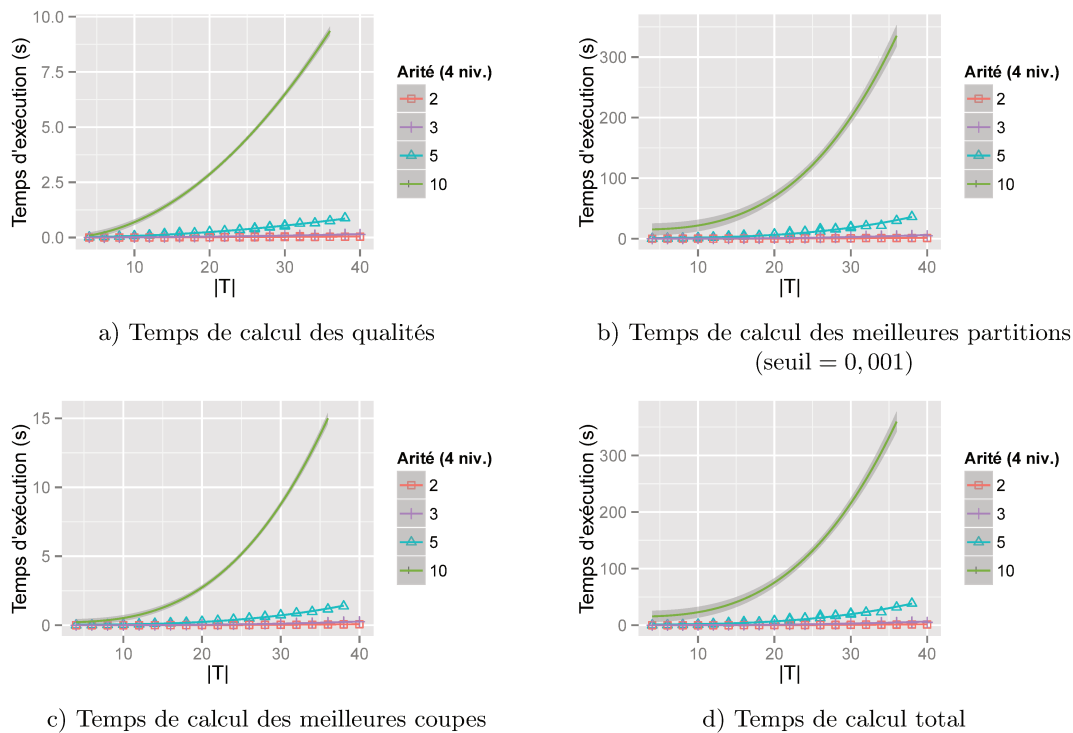 10.0
7.5
5.0
2.5
0.0
10
20
30
40
Temps d'exécution (s)
|T|
Arité (4 niv.)
2
3
5
10
a) Temps de calcul des qualités
300
200
100
0
10
20
30
40
Temps d'exécution (s)
|T|
Arité (4 niv.)
2
3
5
10
b) Temps de calcul des meilleures partitions
(seuil = 0, 001)
15
10
5
0
10
20
30
40
Temps d'exécution (s)
|T|
Arité (4 niv.)
2
3
5
10
c) Temps de calcul des meilleures coupes
300
200
100
0
10
20
30
40
Temps d'exécution (s)
|T|
Arité (4 niv.)
2
3
5
10
d) Temps de calcul total